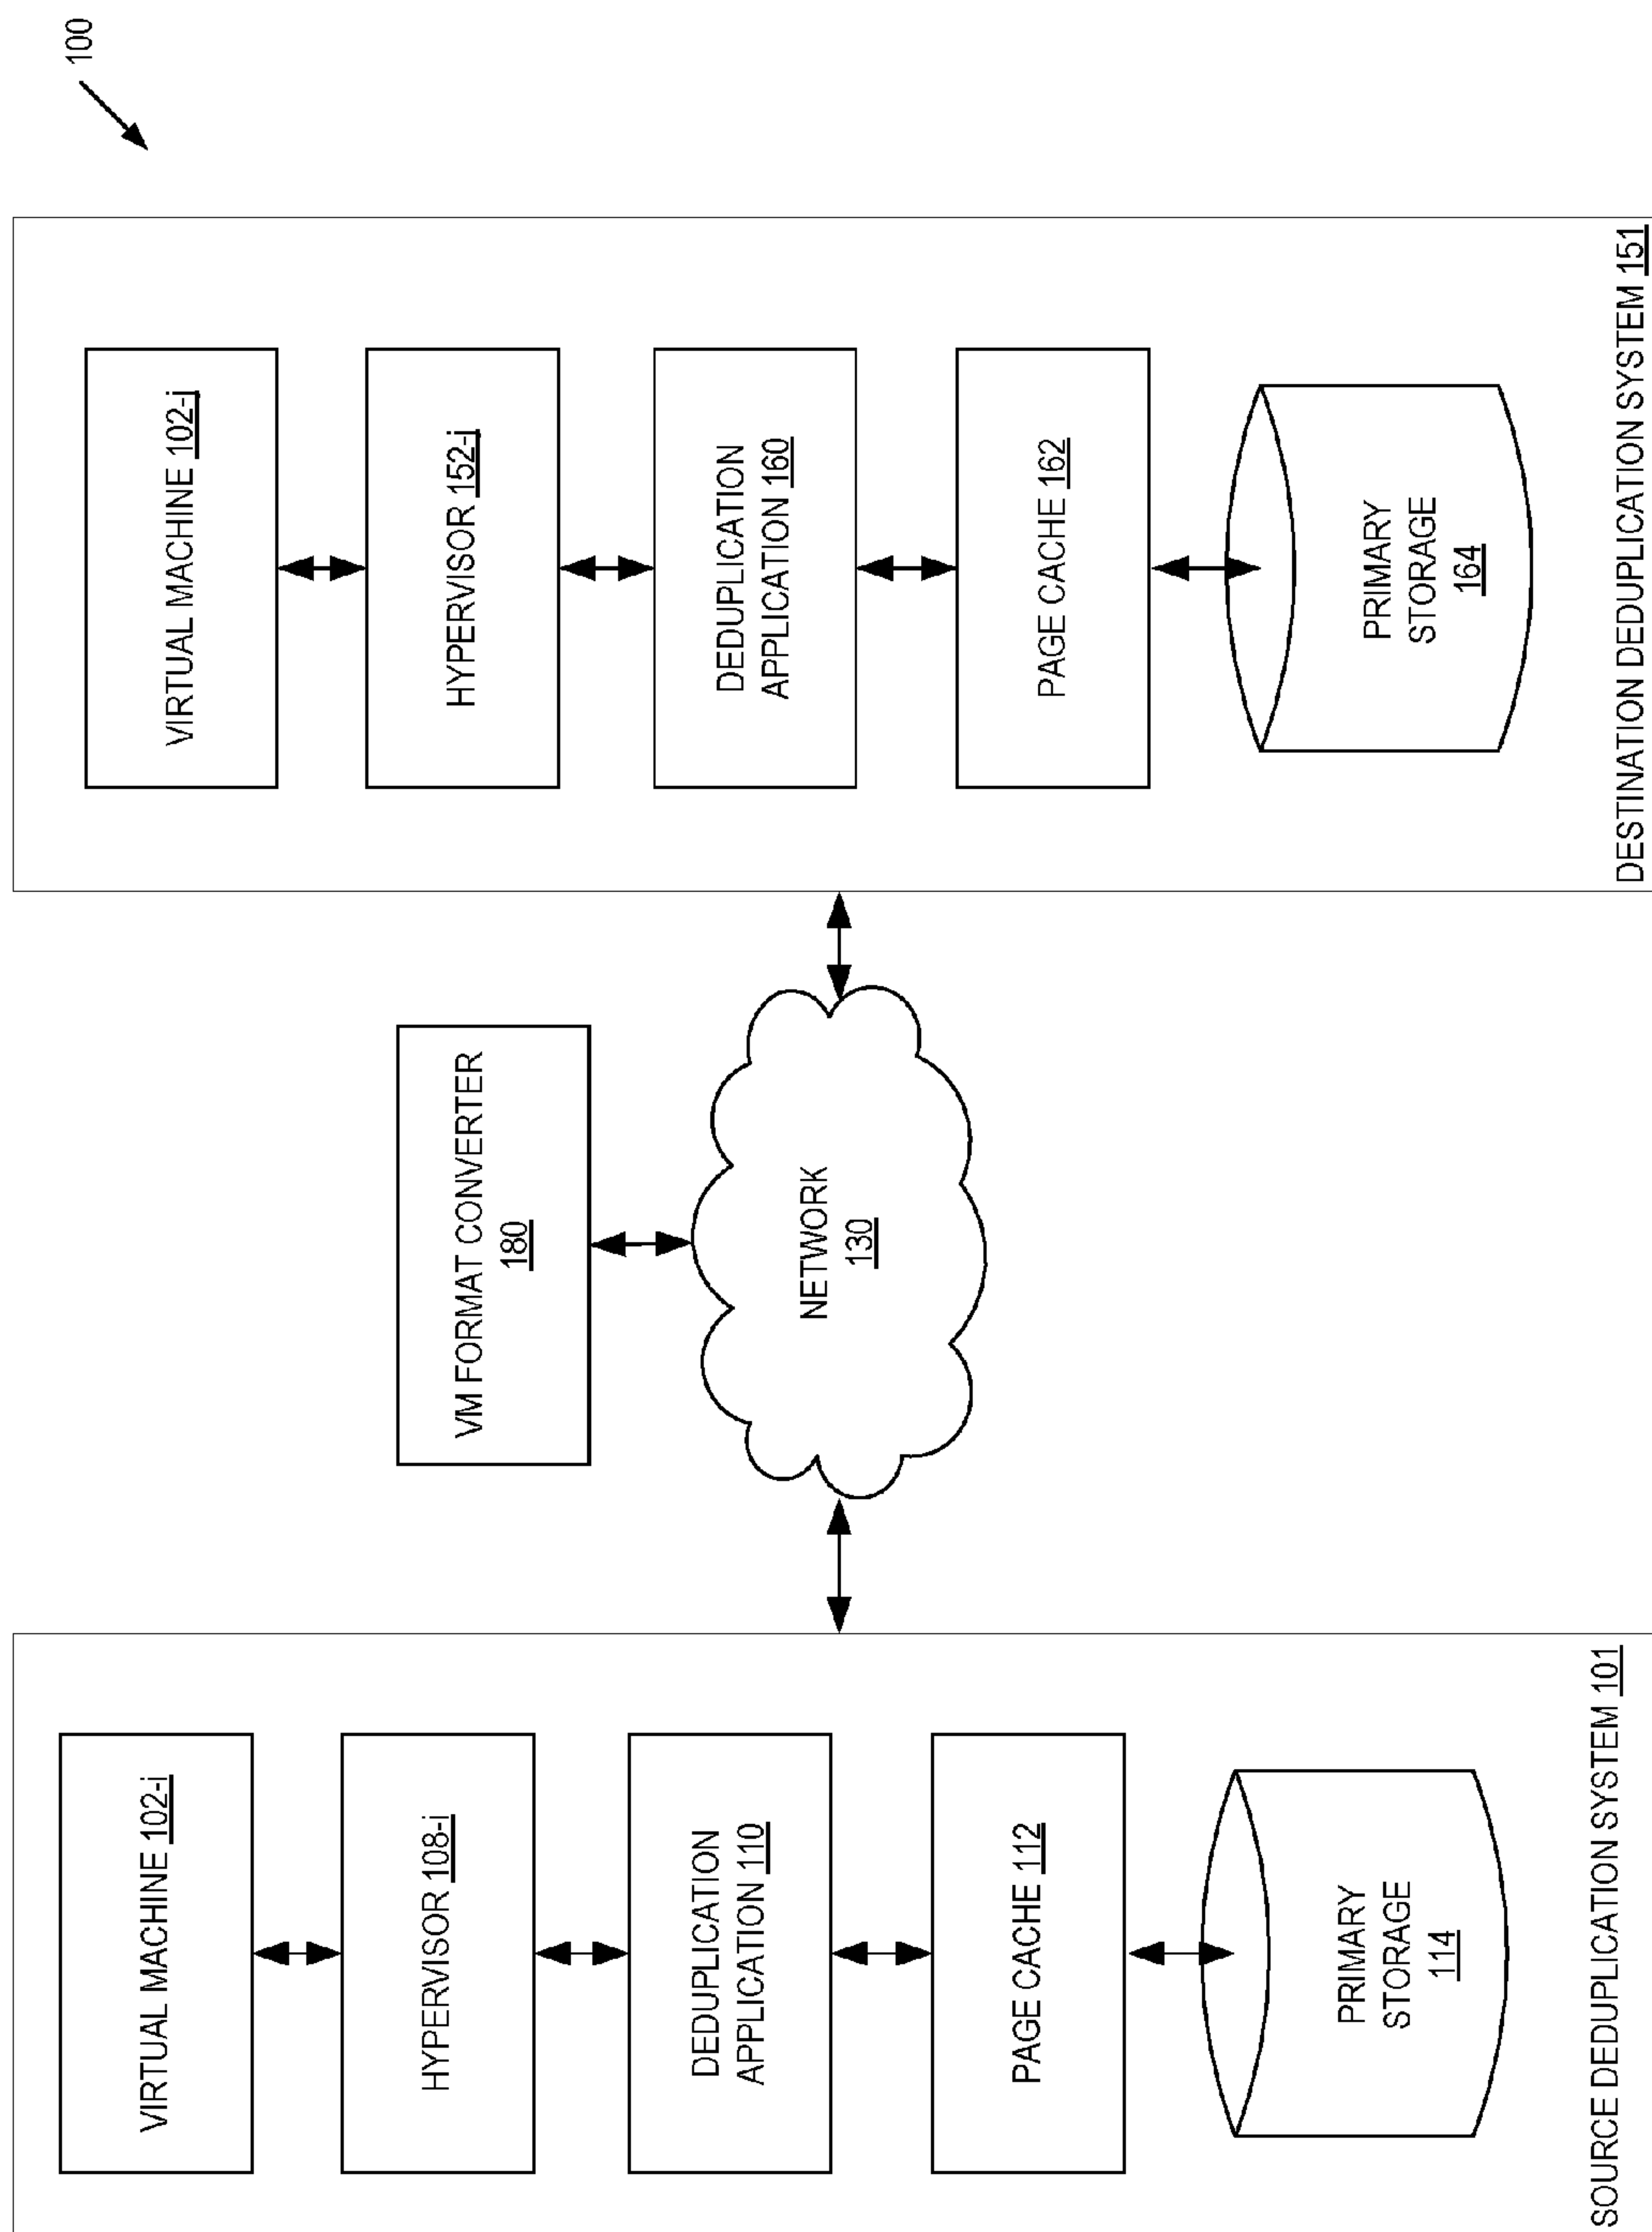 100
VIRTUAL MACHINE 102-i
HYPERVISOR 108-i
DEDUPLICATION
APPLICATION 110
PAGE CACHE 112
PRIMARY
STORAGE
114
SOURCE DEDUPLICATION SYSTEM 101
VM FORMAT CONVERTER
180
NETWORK
130
VIRTUAL MACHINE 102-i
HYPERVISOR 152-i
DEDUPLICATION
APPLICATION 160
PAGE CACHE 162
PRIMARY
STORAGE
164
DESTINATION DEDUPLICATION SYSTEM 151